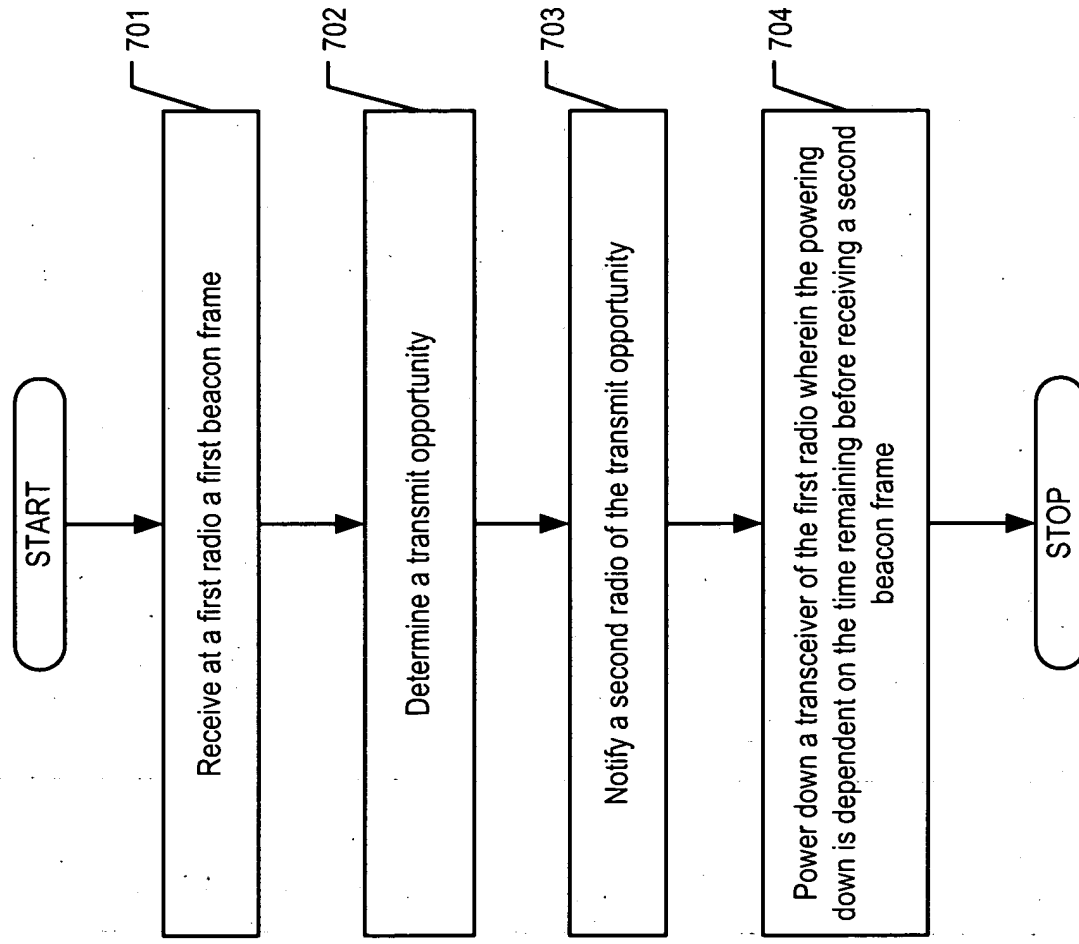 START
Receive at a first radio a first beacon frame
701
Determine a transmit opportunity
702
Notify a second radio of the transmit opportunity
703
Power down a transceiver of the first radio wherein the powering
down is dependent on the time remaining before receiving a second
beacon frame
704
STOP